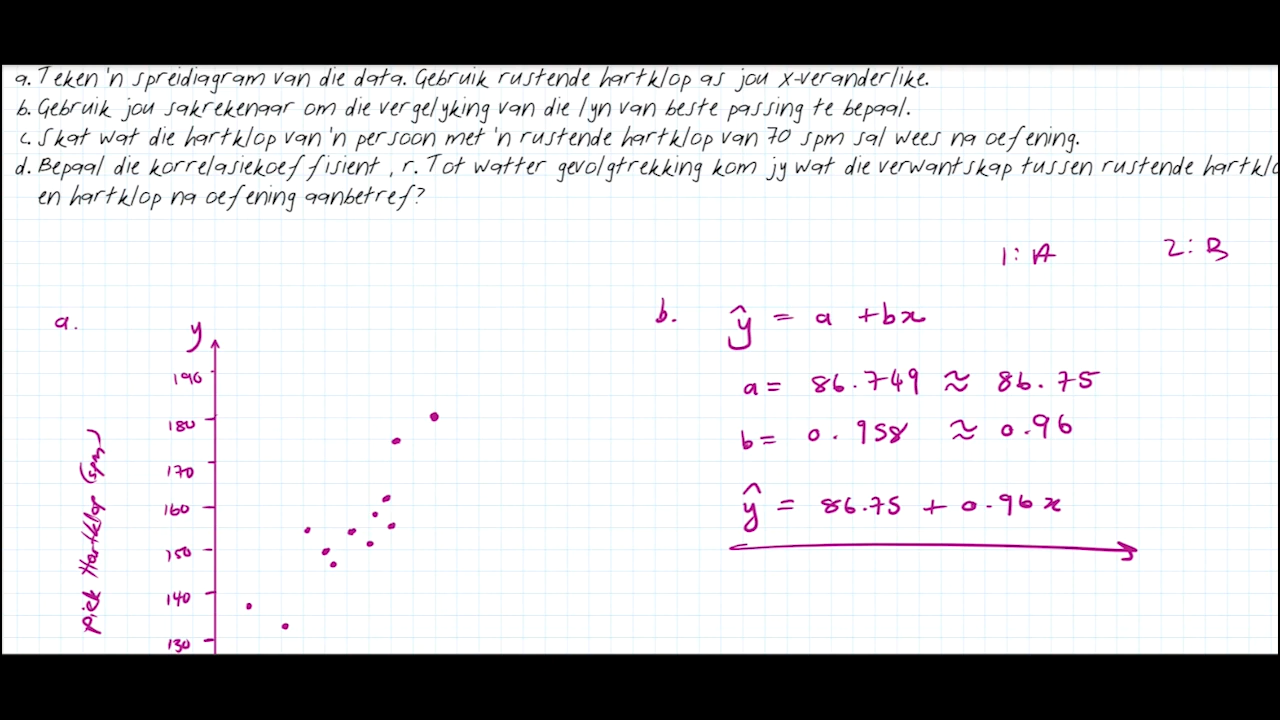 a. Teken 'n spreidiagram van die data. Gebruik rustende hartklop as jou x-veranderlike.
b. Gebruik jou sakrekenaar om die vergelyking van die lyn van beste passing te bepaal.
c. Skat wat die hartklop van 'n persoon met 'n rustende hartklop van 70 spm sal wees na oefening.
d. Bepaal die korrelasiekoeffisient, r. Tot watter gevolgtrekking kom jy wat die verwantskap tussen rustende hartklo
en hartklop na oefening aanbetref?
1: A
2: B
a.
y
190
180
170
160
150
140
130
Piek Hartklop (spm)
b. ŷ = a + bx
a = 86.749 ≈ 86.75
b = 0.958 ≈ 0.96
ŷ = 86.75 + 0.96x